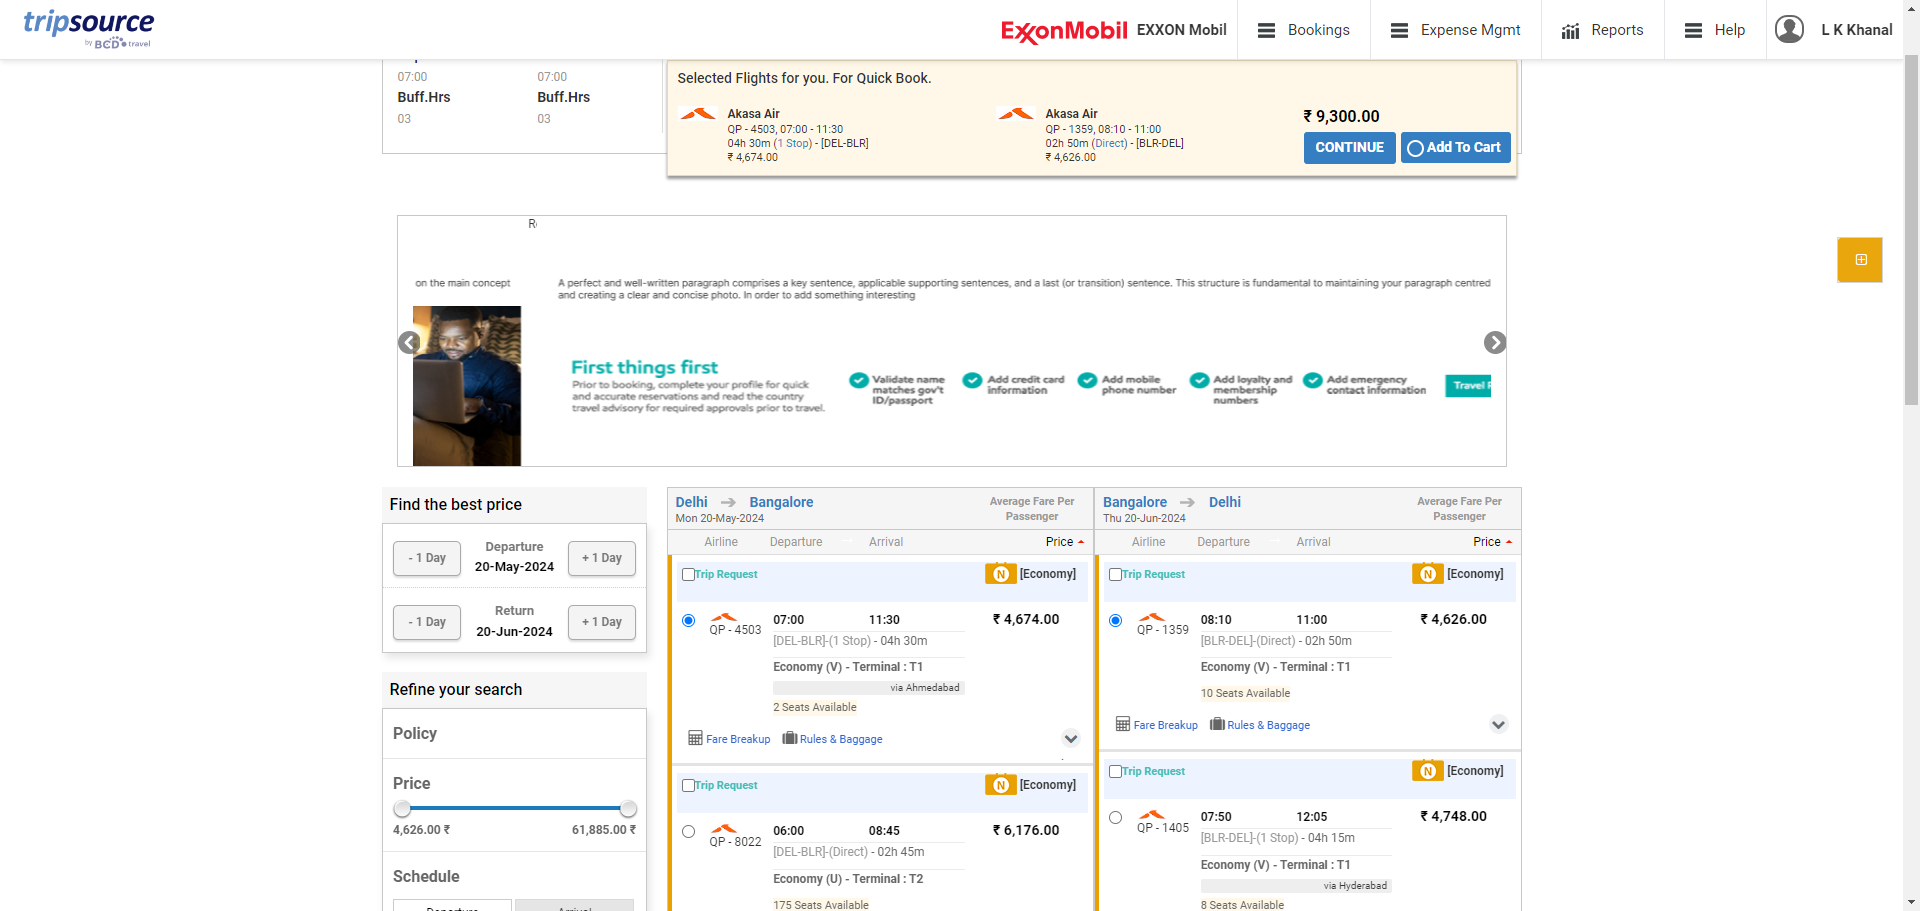 tripsource
by BCD travel
ExxonMobil EXXON Mobil
Bookings
Expense Mgmt
Reports
Help
L K Khanal
07:00 07:00
Buff.Hrs Buff.Hrs
03 03
Selected Flights for you. For Quick Book.
Akasa Air
QP - 4503, 07:00 - 11:30
04h 30m (1 Stop) - [DEL-BLR]
₹ 4,674.00
Akasa Air
QP - 1359, 08:10 - 11:00
02h 50m (Direct) - [BLR-DEL]
₹ 4,626.00
₹ 9,300.00
CONTINUE Add To Cart
on the main concept
A perfect and well-written paragraph comprises a key sentence, applicable supporting sentences, and a last (or transition) sentence. This structure is fundamental to maintaining your paragraph centred
and creating a clear and concise photo. In order to add something interesting
First things first
Prior to booking, complete your profile for quick
and accurate reservations and read the country
travel advisory for required approvals prior to travel.
Validate name
matches gov't
ID/passport
Add credit card
information
Add mobile
phone number
Add loyalty and
membership
numbers
Add emergency
contact information
Travel
Find the best price
- 1 Day
Departure
20-May-2024
+ 1 Day
- 1 Day
Return
20-Jun-2024
+ 1 Day
Refine your search
Policy
Price
4,626.00 ₹ 61,885.00 ₹
Schedule
Departure Arrival
Delhi Bangalore
Mon 20-May-2024
Average Fare Per
Passenger
Airline Departure Arrival Price
Trip Request N [Economy]
07:00 11:30 ₹ 4,674.00
QP - 4503
[DEL-BLR]-(1 Stop) - 04h 30m
Economy (V) - Terminal : T1
via Ahmedabad
2 Seats Available
Fare Breakup Rules & Baggage
Trip Request N [Economy]
06:00 08:45 ₹ 6,176.00
QP - 8022
[DEL-BLR]-(Direct) - 02h 45m
Economy (U) - Terminal : T2
175 Seats Available
Bangalore Delhi
Thu 20-Jun-2024
Average Fare Per
Passenger
Airline Departure Arrival Price
Trip Request N [Economy]
08:10 11:00 ₹ 4,626.00
QP - 1359
[BLR-DEL]-(Direct) - 02h 50m
Economy (V) - Terminal : T1
10 Seats Available
Fare Breakup Rules & Baggage
Trip Request N [Economy]
07:50 12:05 ₹ 4,748.00
QP - 1405
[BLR-DEL]-(1 Stop) - 04h 15m
Economy (V) - Terminal : T1
via Hyderabad
8 Seats Available